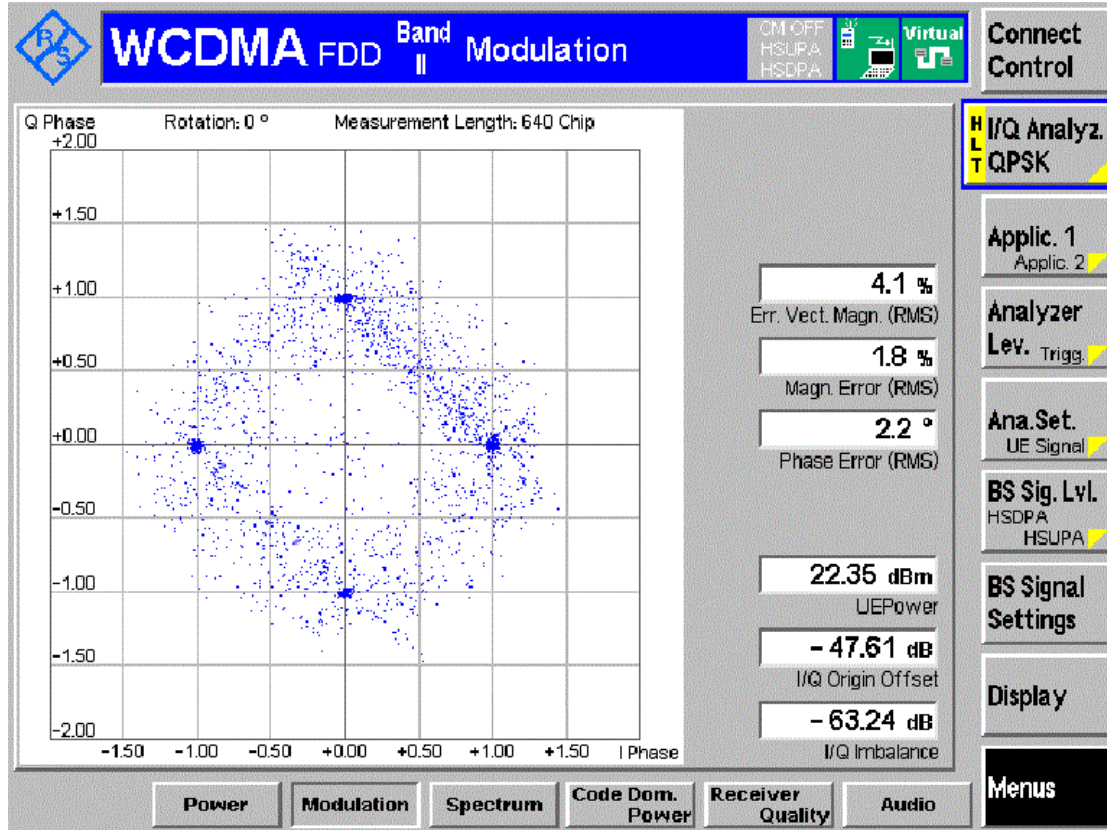 R&S
WCDMA FDD Band II Modulation
CM OFF
HSUPA
HSDPA
Virtual
Connect
Control
Q Phase
Rotation: 0 °
Measurement Length: 640 Chip
+2.00
+1.50
+1.00
+0.50
+0.00
-0.50
-1.00
-1.50
-2.00
-1.50 -1.00 -0.50 +0.00 +0.50 +1.00 +1.50 I Phase
4.1 %
Err. Vect. Magn. (RMS)
1.8 %
Magn. Error (RMS)
2.2 °
Phase Error (RMS)
22.35 dBm
UEPower
- 47.61 dB
I/Q Origin Offset
- 63.24 dB
I/Q Imbalance
HLT
I/Q Analyz.
QPSK
Applic. 1
Applic. 2
Analyzer
Lev. Trigg.
Ana.Set.
UE Signal
BS Sig. Lvl.
HSDPA
HSUPA
BS Signal
Settings
Display
Menus
Power
Modulation
Spectrum
Code Dom.
Power
Receiver
Quality
Audio